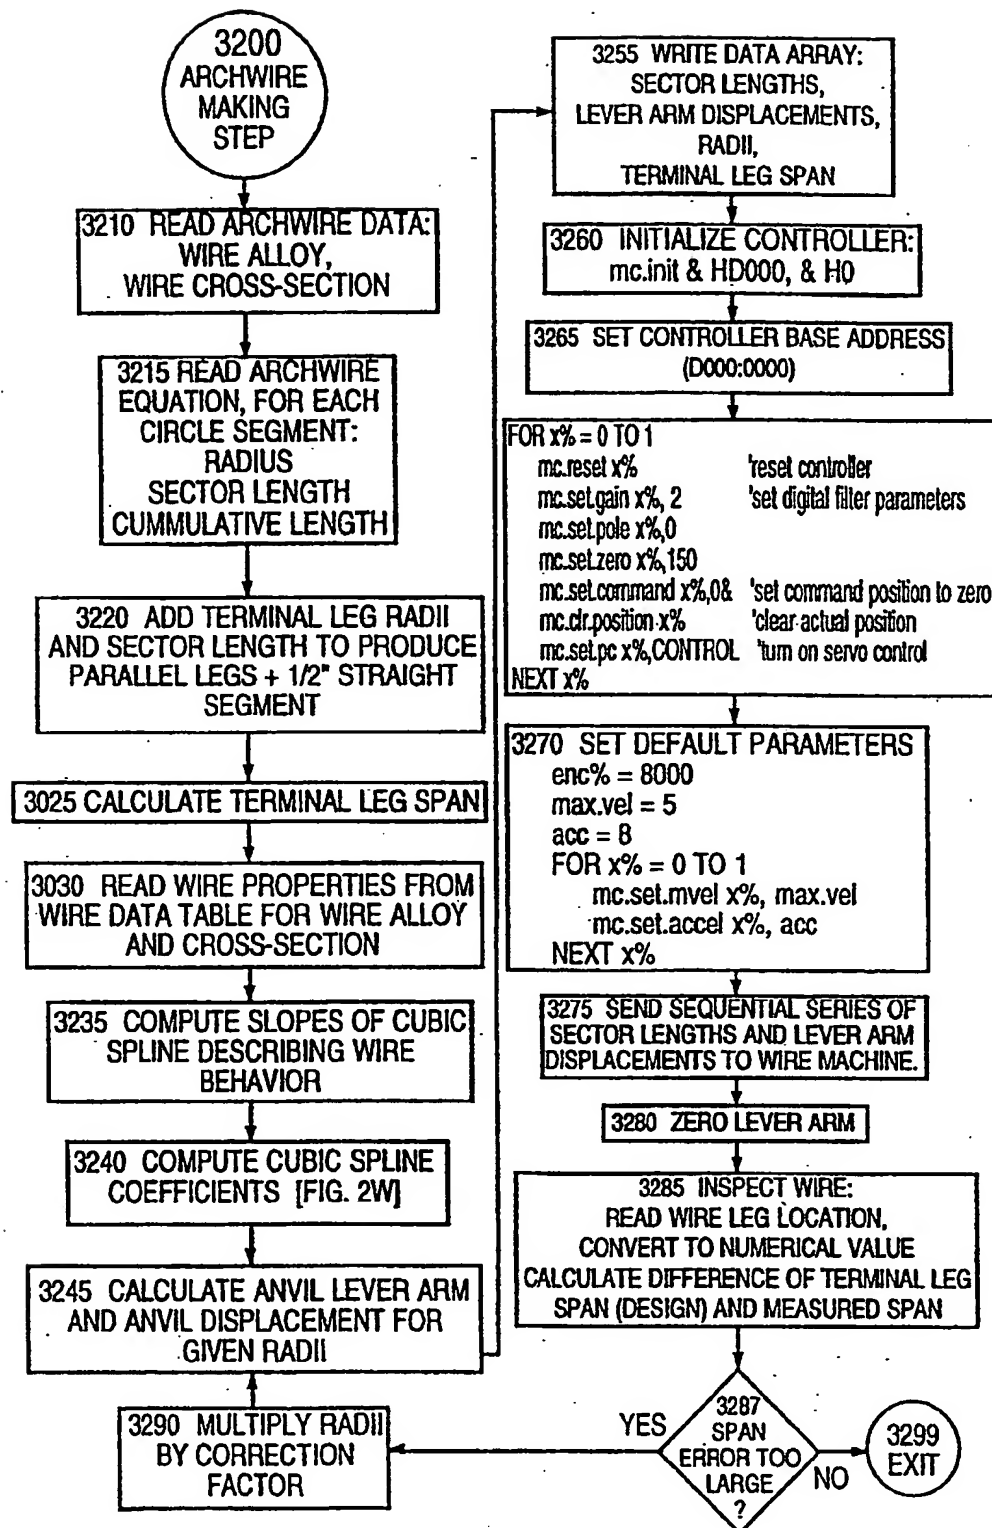 3200
ARCHWIRE
MAKING
STEP
3210 READ ARCHWIRE DATA:
WIRE ALLOY,
WIRE CROSS-SECTION
3215 READ ARCHWIRE
EQUATION, FOR EACH
CIRCLE SEGMENT:
RADIUS
SECTOR LENGTH
CUMMULATIVE LENGTH
3220 ADD TERMINAL LEG RADII
AND SECTOR LENGTH TO PRODUCE
PARALLEL LEGS + 1/2" STRAIGHT
SEGMENT
3025 CALCULATE TERMINAL LEG SPAN
3030 READ WIRE PROPERTIES FROM
WIRE DATA TABLE FOR WIRE ALLOY
AND CROSS-SECTION
3235 COMPUTE SLOPES OF CUBIC
SPLINE DESCRIBING WIRE
BEHAVIOR
3240 COMPUTE CUBIC SPLINE
COEFFICIENTS [FIG. 2W]
3245 CALCULATE ANVIL LEVER ARM
AND ANVIL DISPLACEMENT FOR
GIVEN RADII
3290 MULTIPLY RADII
BY CORRECTION
FACTOR
3255 WRITE DATA ARRAY:
SECTOR LENGTHS,
LEVER ARM DISPLACEMENTS,
RADII,
TERMINAL LEG SPAN
3260 INITIALIZE CONTROLLER:
mc.init & HD000, & H0
3265 SET CONTROLLER BASE ADDRESS
(D000:0000)
FOR x% = 0 TO 1
mc.reset x% 'reset controller
mc.set.gain x%, 2 'set digital filter parameters
mc.set.pole x%,0
mc.set.zero x%,150
mc.set.command x%,0& 'set command position to zero
mc.clr.position x% 'clear actual position
mc.set.pc x%,CONTROL 'turn on servo control
NEXT x%
3270 SET DEFAULT PARAMETERS
enc% = 8000
max.vel = 5
acc = 8
FOR x% = 0 TO 1
mc.set.mvel x%, max.vel
mc.set.accel x%, acc
NEXT x%
3275 SEND SEQUENTIAL SERIES OF
SECTOR LENGTHS AND LEVER ARM
DISPLACEMENTS TO WIRE MACHINE.
3280 ZERO LEVER ARM
3285 INSPECT WIRE:
READ WIRE LEG LOCATION,
CONVERT TO NUMERICAL VALUE
CALCULATE DIFFERENCE OF TERMINAL LEG
SPAN (DESIGN) AND MEASURED SPAN
3287
SPAN
ERROR TOO
LARGE
?
YES
NO
3299
EXIT